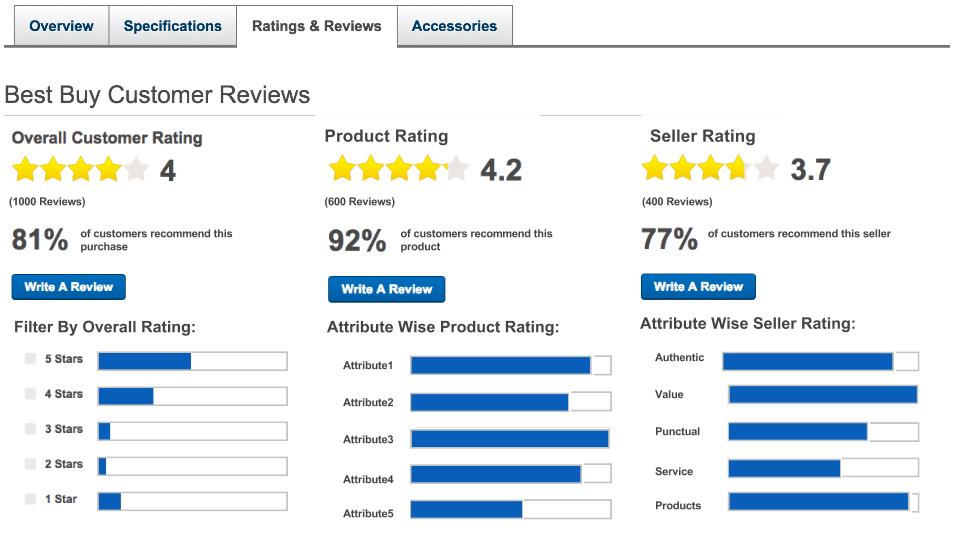 Overview Specifications Ratings & Reviews Accessories
Best Buy Customer Reviews
Overall Customer Rating
4
(1000 Reviews)
81% of customers recommend this
purchase
Write A Review
Filter By Overall Rating:
5 Stars
4 Stars
3 Stars
2 Stars
1 Star
Product Rating
4.2
(600 Reviews)
92% of customers recommend this
product
Write A Review
Attribute Wise Product Rating:
Attribute1
Attribute2
Attribute3
Attribute4
Attribute5
Seller Rating
3.7
(400 Reviews)
77% of customers recommend this seller
Write A Review
Attribute Wise Seller Rating:
Authentic
Value
Punctual
Service
Products